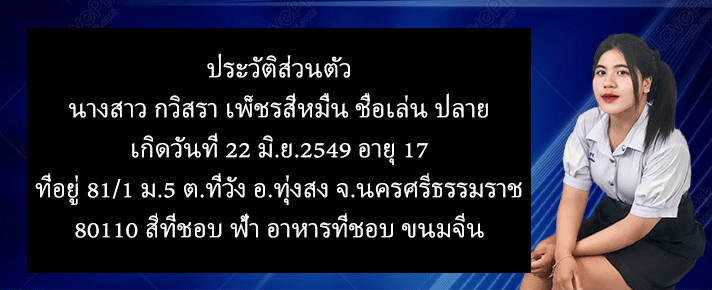 ประวัติส่วนตัว
นางสาว กวิสรา เพ็ชรสีหมืน ชือเล่น ปลาย
เกิดวันที 22 มิ.ย.2549 อายุ 17
ทีอยู่ 81/1 ม.5 ต.ทีวัง อ.ทุ่งสง จ.นครศรีธรรมราช
80110 สีทีชอบ ฟ้า อาหารทีชอบ ขนมจีน